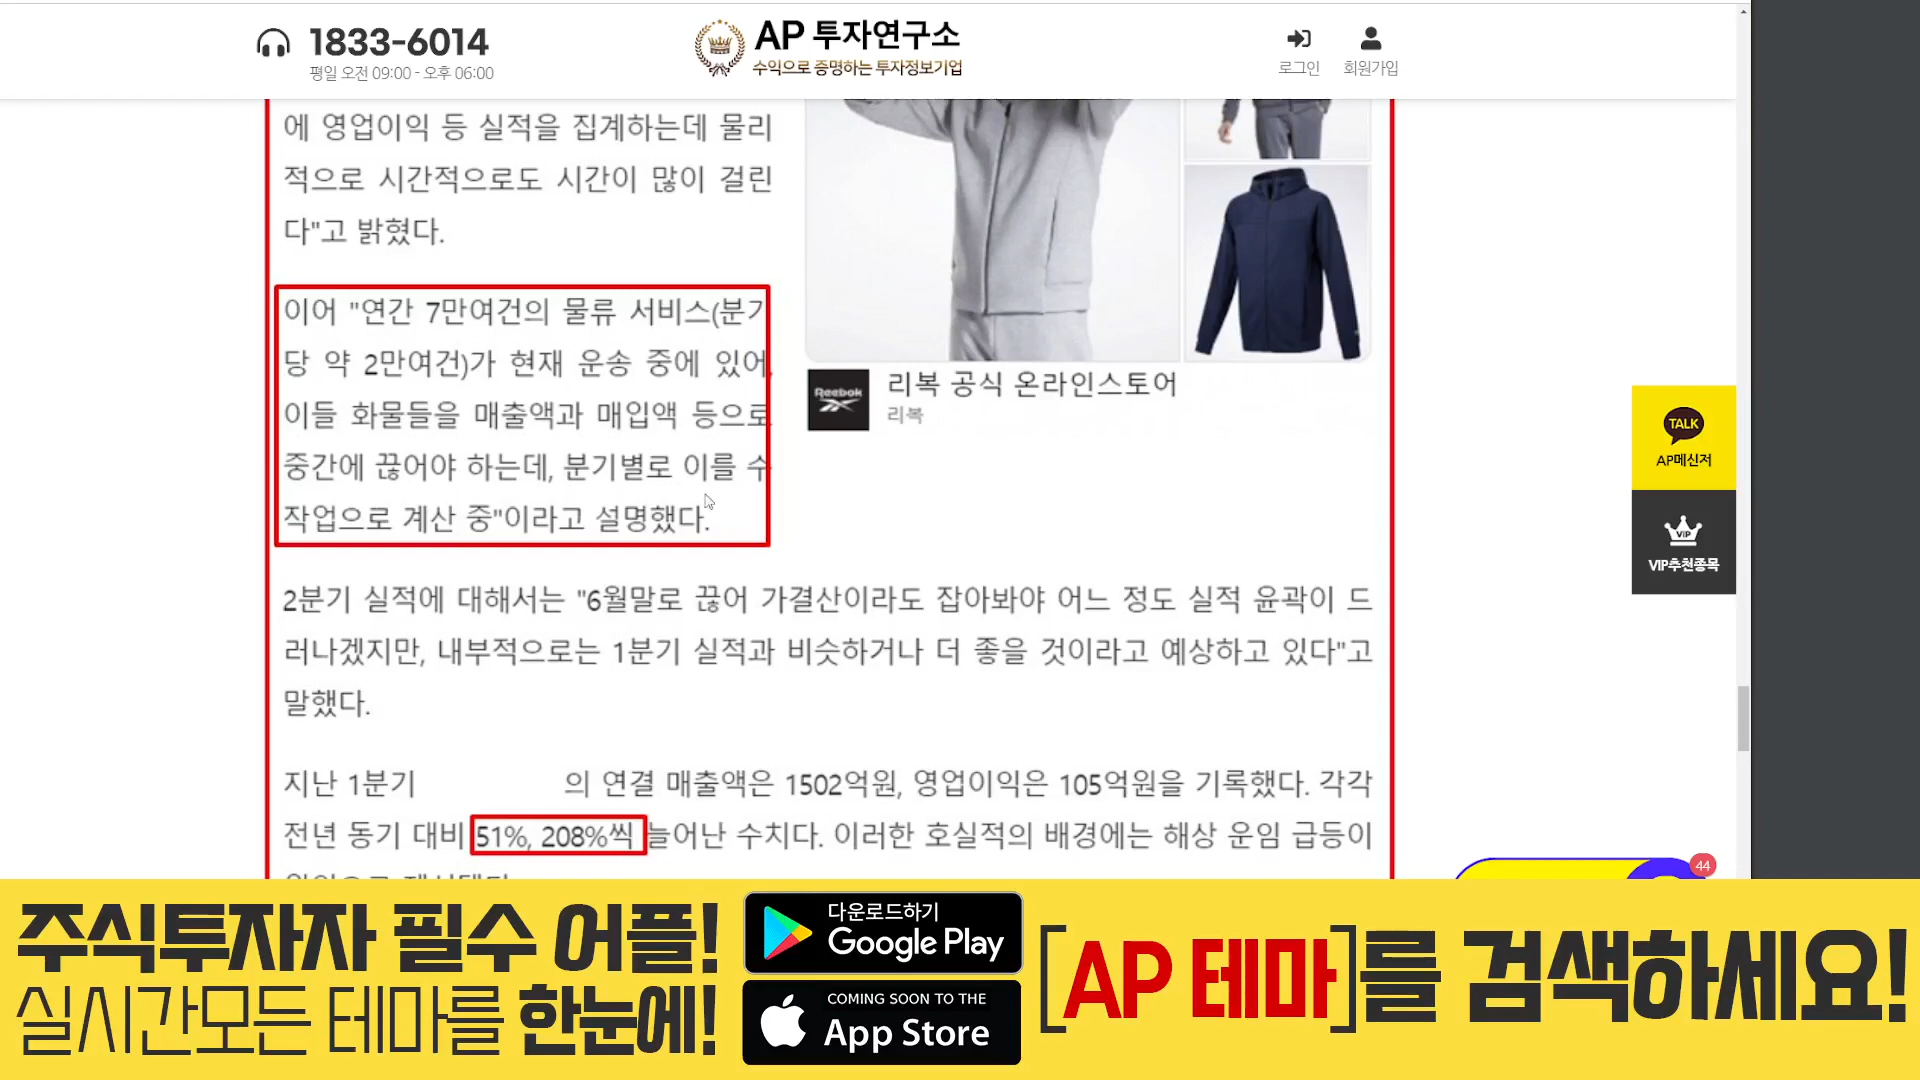 1833-6014
평일 오전 09:00 - 오후 06:00
AP 투자연구소
수익으로 증명하는 투자정보기업
로그인
회원가입
에 영업이익 등 실적을 집계하는데 물리
적으로 시간적으로도 시간이 많이 걸린
다"고 밝혔다.
이어 "연간 7만여건의 물류 서비스(분기
당 약 2만여건)가 현재 운송 중에 있어,
이들 화물들을 매출액과 매입액 등으로
중간에 끊어야 하는데, 분기별로 이를 수
작업으로 계산 중"이라고 설명했다.
Reebok
리복 공식 온라인스토어
리복
TALK
AP메신저
VIP
VIP추천종목
2분기 실적에 대해서는 "6월말로 끊어 가결산이라도 잡아봐야 어느 정도 실적 윤곽이 드
러나겠지만, 내부적으로는 1분기 실적과 비슷하거나 더 좋을 것이라고 예상하고 있다"고
말했다.
지난 1분기 의 연결 매출액은 1502억원, 영업이익은 105억원을 기록했다. 각각
전년 동기 대비 51%, 208%씩 늘어난 수치다. 이러한 호실적의 배경에는 해상 운임 급등이
44
주식투자자 필수 어플!
실시간모든 테마를 한눈에!
다운로드하기
Google Play
COMING SOON TO THE
App Store
[AP 테마]를 검색하세요!